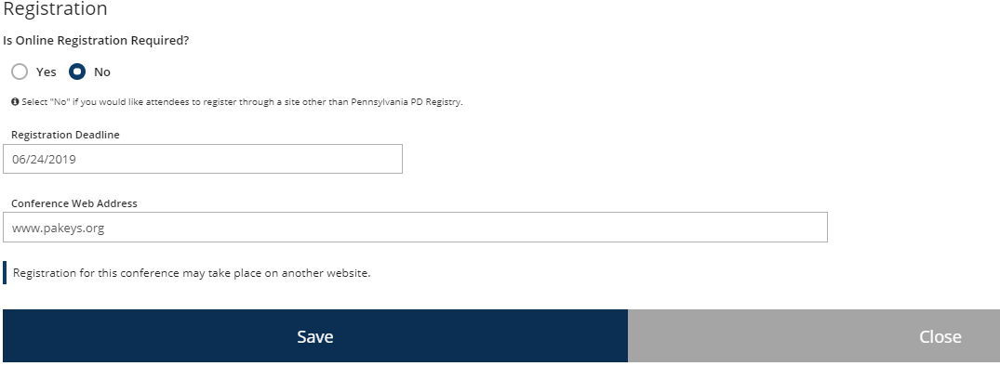 Registration
Is Online Registration Required?
Yes No
Select "No" if you would like attendees to register through a site other than Pennsylvania PD Registry.
Registration Deadline
06/24/2019
Conference Web Address
www.pakeys.org
Registration for this conference may take place on another website.
Save Close